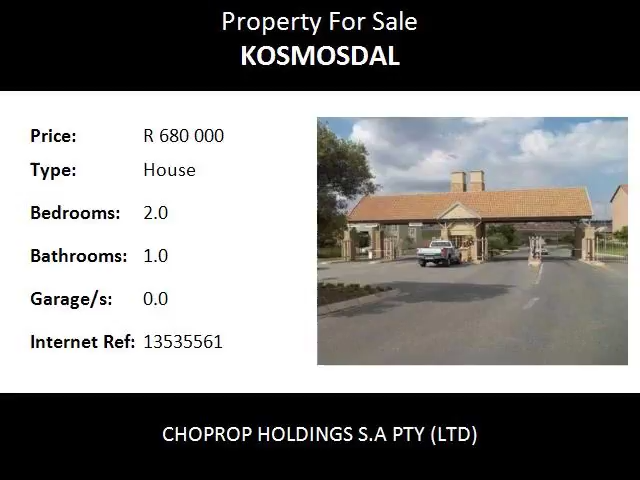 Property For Sale
KOSMOSDAL
Price: R 680 000
Type: House
Bedrooms: 2.0
Bathrooms: 1.0
Garage/s: 0.0
Internet Ref: 13535561
CHOPROP HOLDINGS S.A PTY (LTD)